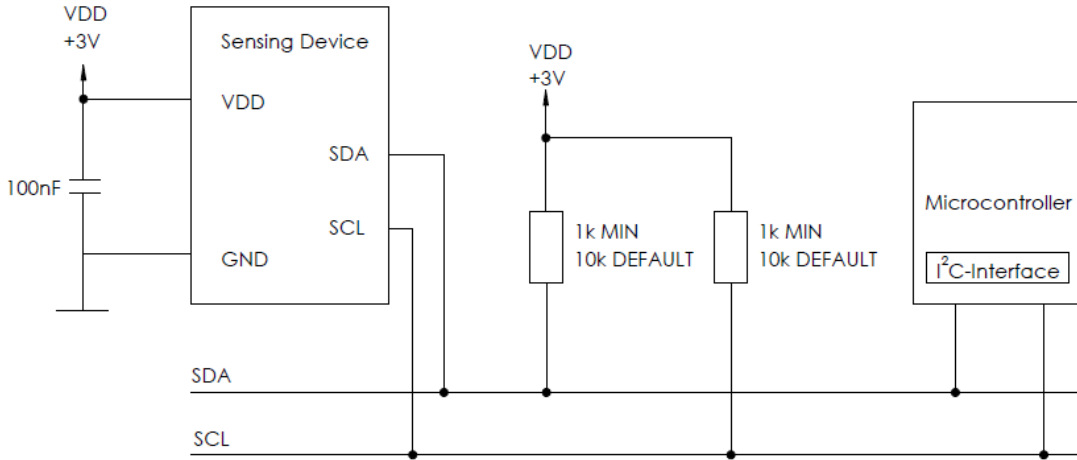 VDD
+3V
Sensing Device
VDD
SDA
SCL
GND
100nF
VDD
+3V
1k MIN
10k DEFAULT
1k MIN
10k DEFAULT
Microcontroller
I²C-Interface
SDA
SCL